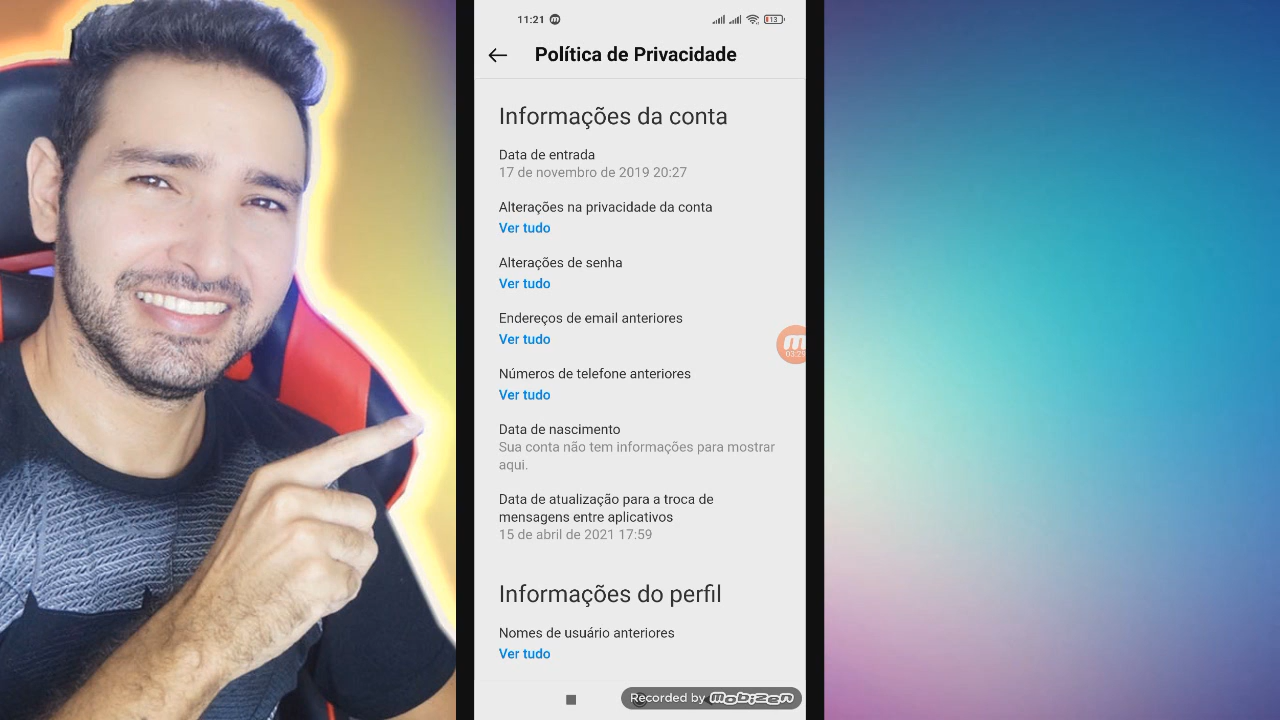 11:21
13
Política de Privacidade
Informações da conta
Data de entrada
17 de novembro de 2019 20:27
Alterações na privacidade da conta
Ver tudo
Alterações de senha
Ver tudo
Endereços de email anteriores
Ver tudo
03:29
Números de telefone anteriores
Ver tudo
Data de nascimento
Sua conta não tem informações para mostrar
aqui.
Data de atualização para a troca de
mensagens entre aplicativos
15 de abril de 2021 17:59
Informações do perfil
Nomes de usuário anteriores
Ver tudo
Recorded by mobizen